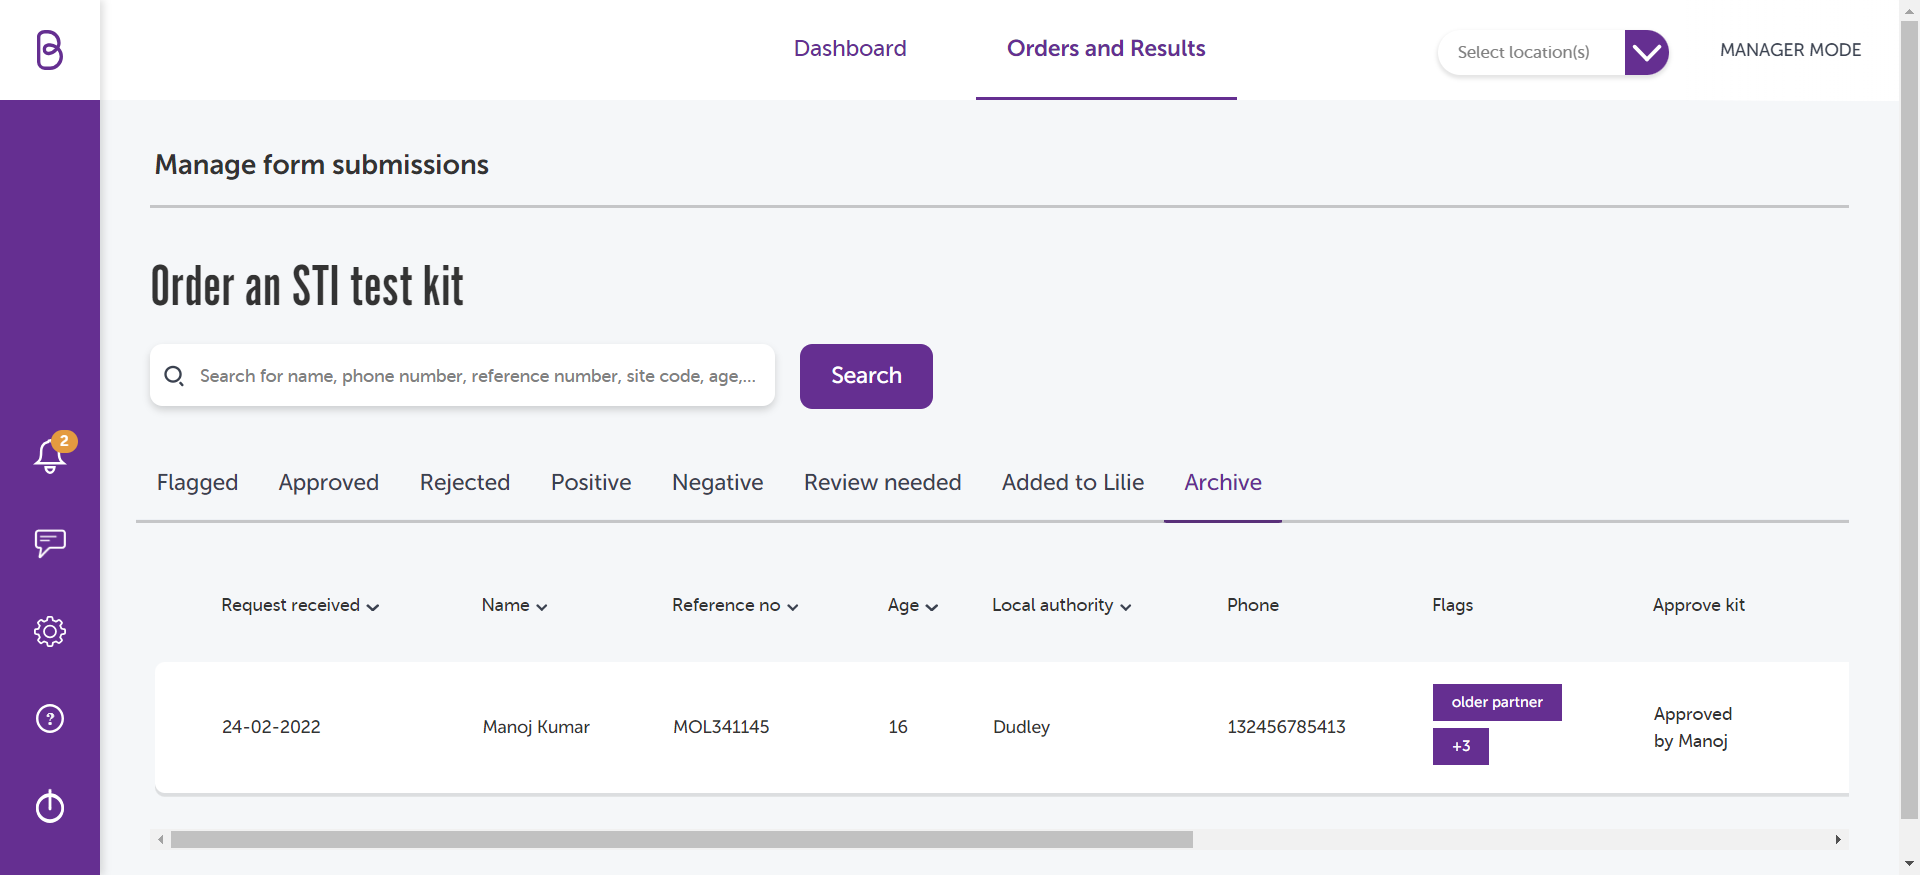 B
Dashboard
Orders and Results
Select location(s)
MANAGER MODE
Manage form submissions
Order an STI test kit
Search for name, phone number, reference number, site code, age,...
Search
2
Flagged Approved Rejected Positive Negative Review needed Added to Lilie Archive
Request received Name Reference no Age Local authority Phone Flags Approve kit
24-02-2022 Manoj Kumar MOL341145 16 Dudley 132456785413
older partner
+3
Approved
by Manoj
?